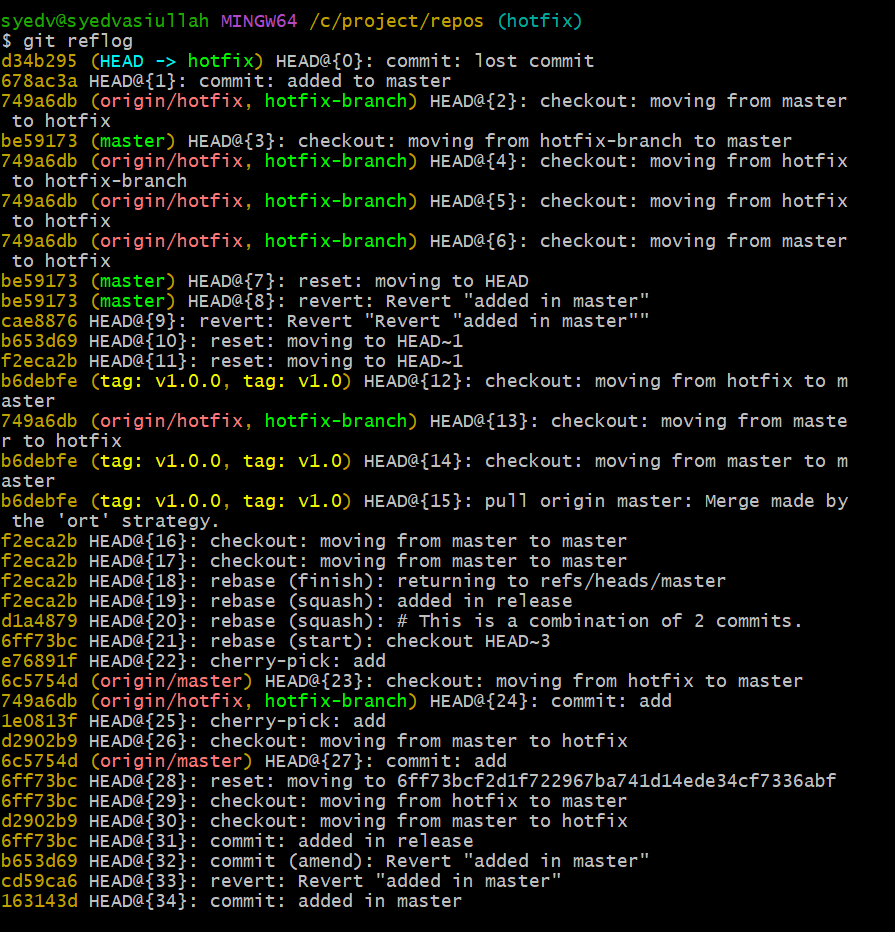 syedv@syedvasiullah MINGW64 /c/project/repos (hotfix)
$ git reflog
d34b295 (HEAD -> hotfix) HEAD@{0}: commit: lost commit
678ac3a HEAD@{1}: commit: added to master
749a6db (origin/hotfix, hotfix-branch) HEAD@{2}: checkout: moving from master
 to hotfix
be59173 (master) HEAD@{3}: checkout: moving from hotfix-branch to master
749a6db (origin/hotfix, hotfix-branch) HEAD@{4}: checkout: moving from hotfix
 to hotfix-branch
749a6db (origin/hotfix, hotfix-branch) HEAD@{5}: checkout: moving from hotfix
 to hotfix
749a6db (origin/hotfix, hotfix-branch) HEAD@{6}: checkout: moving from master
 to hotfix
be59173 (master) HEAD@{7}: reset: moving to HEAD
be59173 (master) HEAD@{8}: revert: Revert "added in master"
cae8876 HEAD@{9}: revert: Revert "Revert "added in master""
b653d69 HEAD@{10}: reset: moving to HEAD~1
f2eca2b HEAD@{11}: reset: moving to HEAD~1
b6debfe (tag: v1.0.0, tag: v1.0) HEAD@{12}: checkout: moving from hotfix to m
aster
749a6db (origin/hotfix, hotfix-branch) HEAD@{13}: checkout: moving from maste
r to hotfix
b6debfe (tag: v1.0.0, tag: v1.0) HEAD@{14}: checkout: moving from master to m
aster
b6debfe (tag: v1.0.0, tag: v1.0) HEAD@{15}: pull origin master: Merge made by
 the 'ort' strategy.
f2eca2b HEAD@{16}: checkout: moving from master to master
f2eca2b HEAD@{17}: checkout: moving from master to master
f2eca2b HEAD@{18}: rebase (finish): returning to refs/heads/master
f2eca2b HEAD@{19}: rebase (squash): added in release
d1a4879 HEAD@{20}: rebase (squash): # This is a combination of 2 commits.
6ff73bc HEAD@{21}: rebase (start): checkout HEAD~3
e76891f HEAD@{22}: cherry-pick: add
6c5754d (origin/master) HEAD@{23}: checkout: moving from hotfix to master
749a6db (origin/hotfix, hotfix-branch) HEAD@{24}: commit: add
1e0813f HEAD@{25}: cherry-pick: add
d2902b9 HEAD@{26}: checkout: moving from master to hotfix
6c5754d (origin/master) HEAD@{27}: commit: add
6ff73bc HEAD@{28}: reset: moving to 6ff73bcf2d1f722967ba741d14ede34cf7336abf
6ff73bc HEAD@{29}: checkout: moving from hotfix to master
d2902b9 HEAD@{30}: checkout: moving from master to hotfix
6ff73bc HEAD@{31}: commit: added in release
b653d69 HEAD@{32}: commit (amend): Revert "added in master"
cd59ca6 HEAD@{33}: revert: Revert "added in master"
163143d HEAD@{34}: commit: added in master